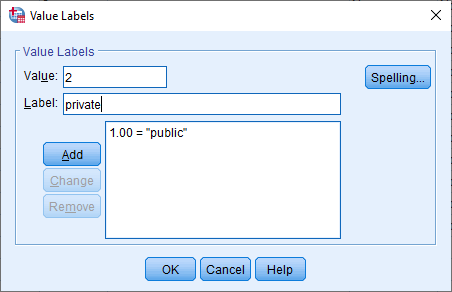 Value Labels
Value Labels
Value: 2
Spelling...
Label: private
1.00 = "public"
Add
Change
Remove
OK Cancel Help